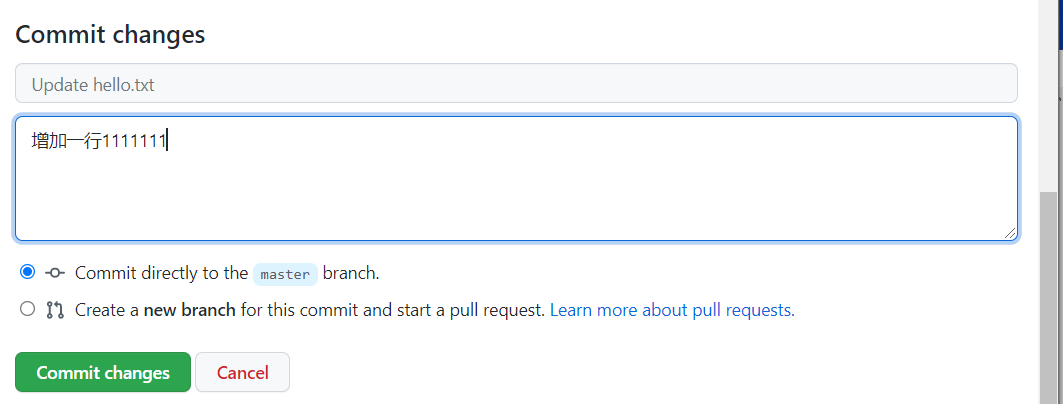 Commit changes
Update hello.txt
增加一行1111111
Commit directly to the master branch.
Create a new branch for this commit and start a pull request. Learn more about pull requests.
Commit changes Cancel